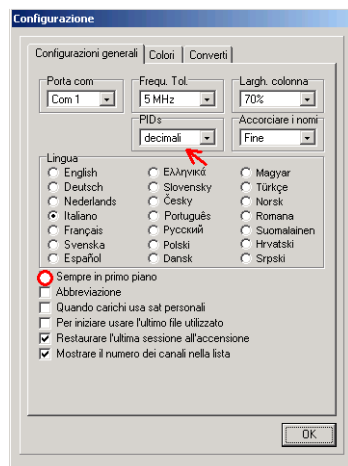 Configurazione
Configurazioni generali Colori Converti
Porta com Frequ. Tol. Largh. colonna
Com 1 5 MHz 70%
PIDs Accorciare i nomi
decimali Fine
Lingua
English Ελληνικά Magyar
Deutsch Slovensky Türkçe
Nederlands Česky Norsk
Italiano Português Romana
Français Русский Suomalainen
Svenska Polski Hrvatski
Español Dansk Srpski
Sempre in primo piano
Abbreviazione
Quando carichi usa sat personali
Per iniziare usare l'ultimo file utilizzato
Restaurare l'ultima sessione all'accensione
Mostrare il numero dei canali nella lista
OK